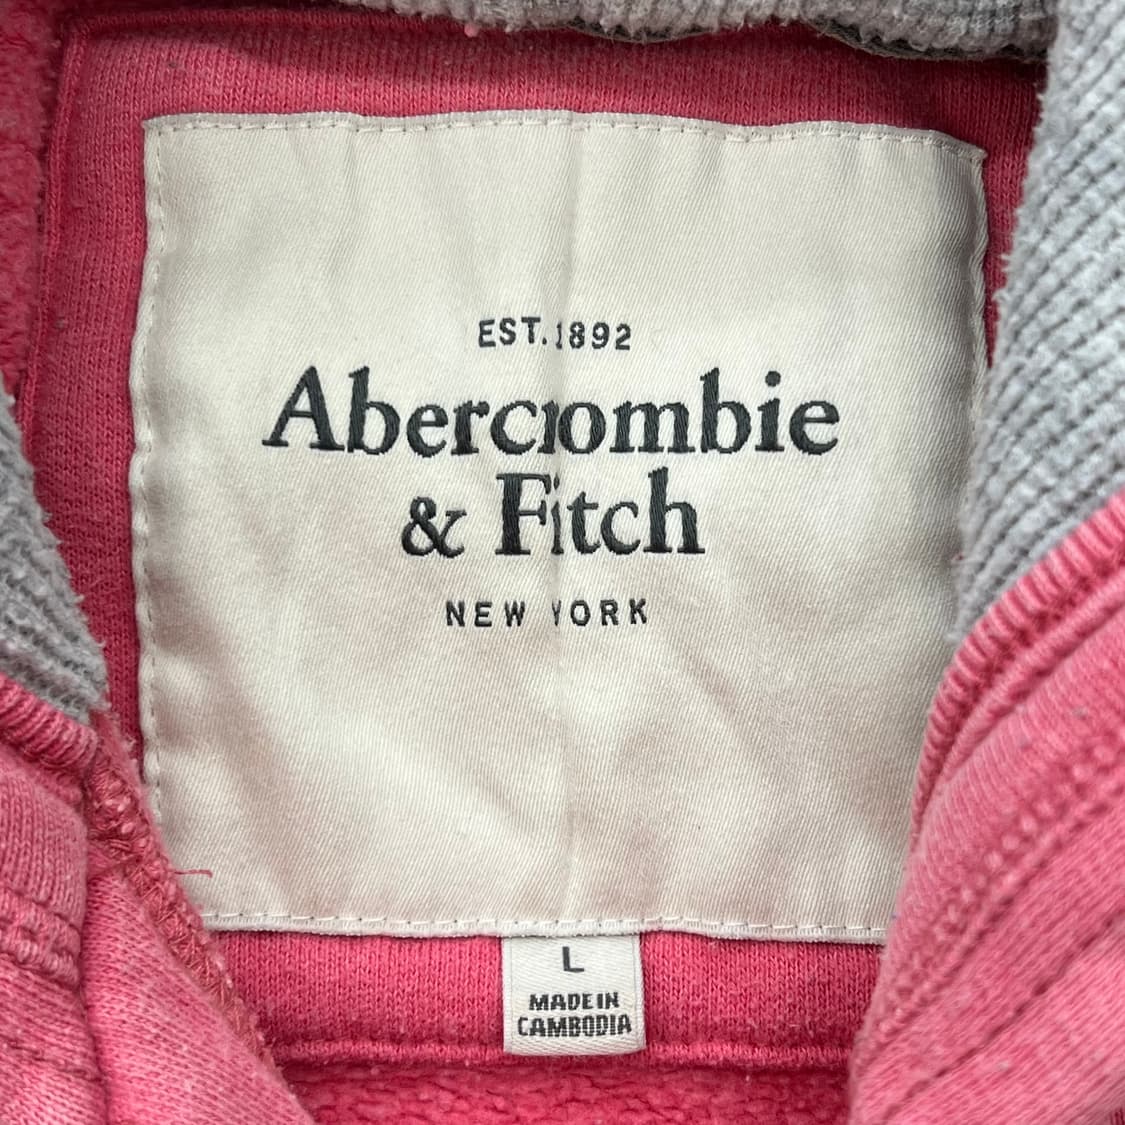 EST. 1892
Abercrombie
& Fitch
NEW YORK
L
MADE IN
CAMBODIA